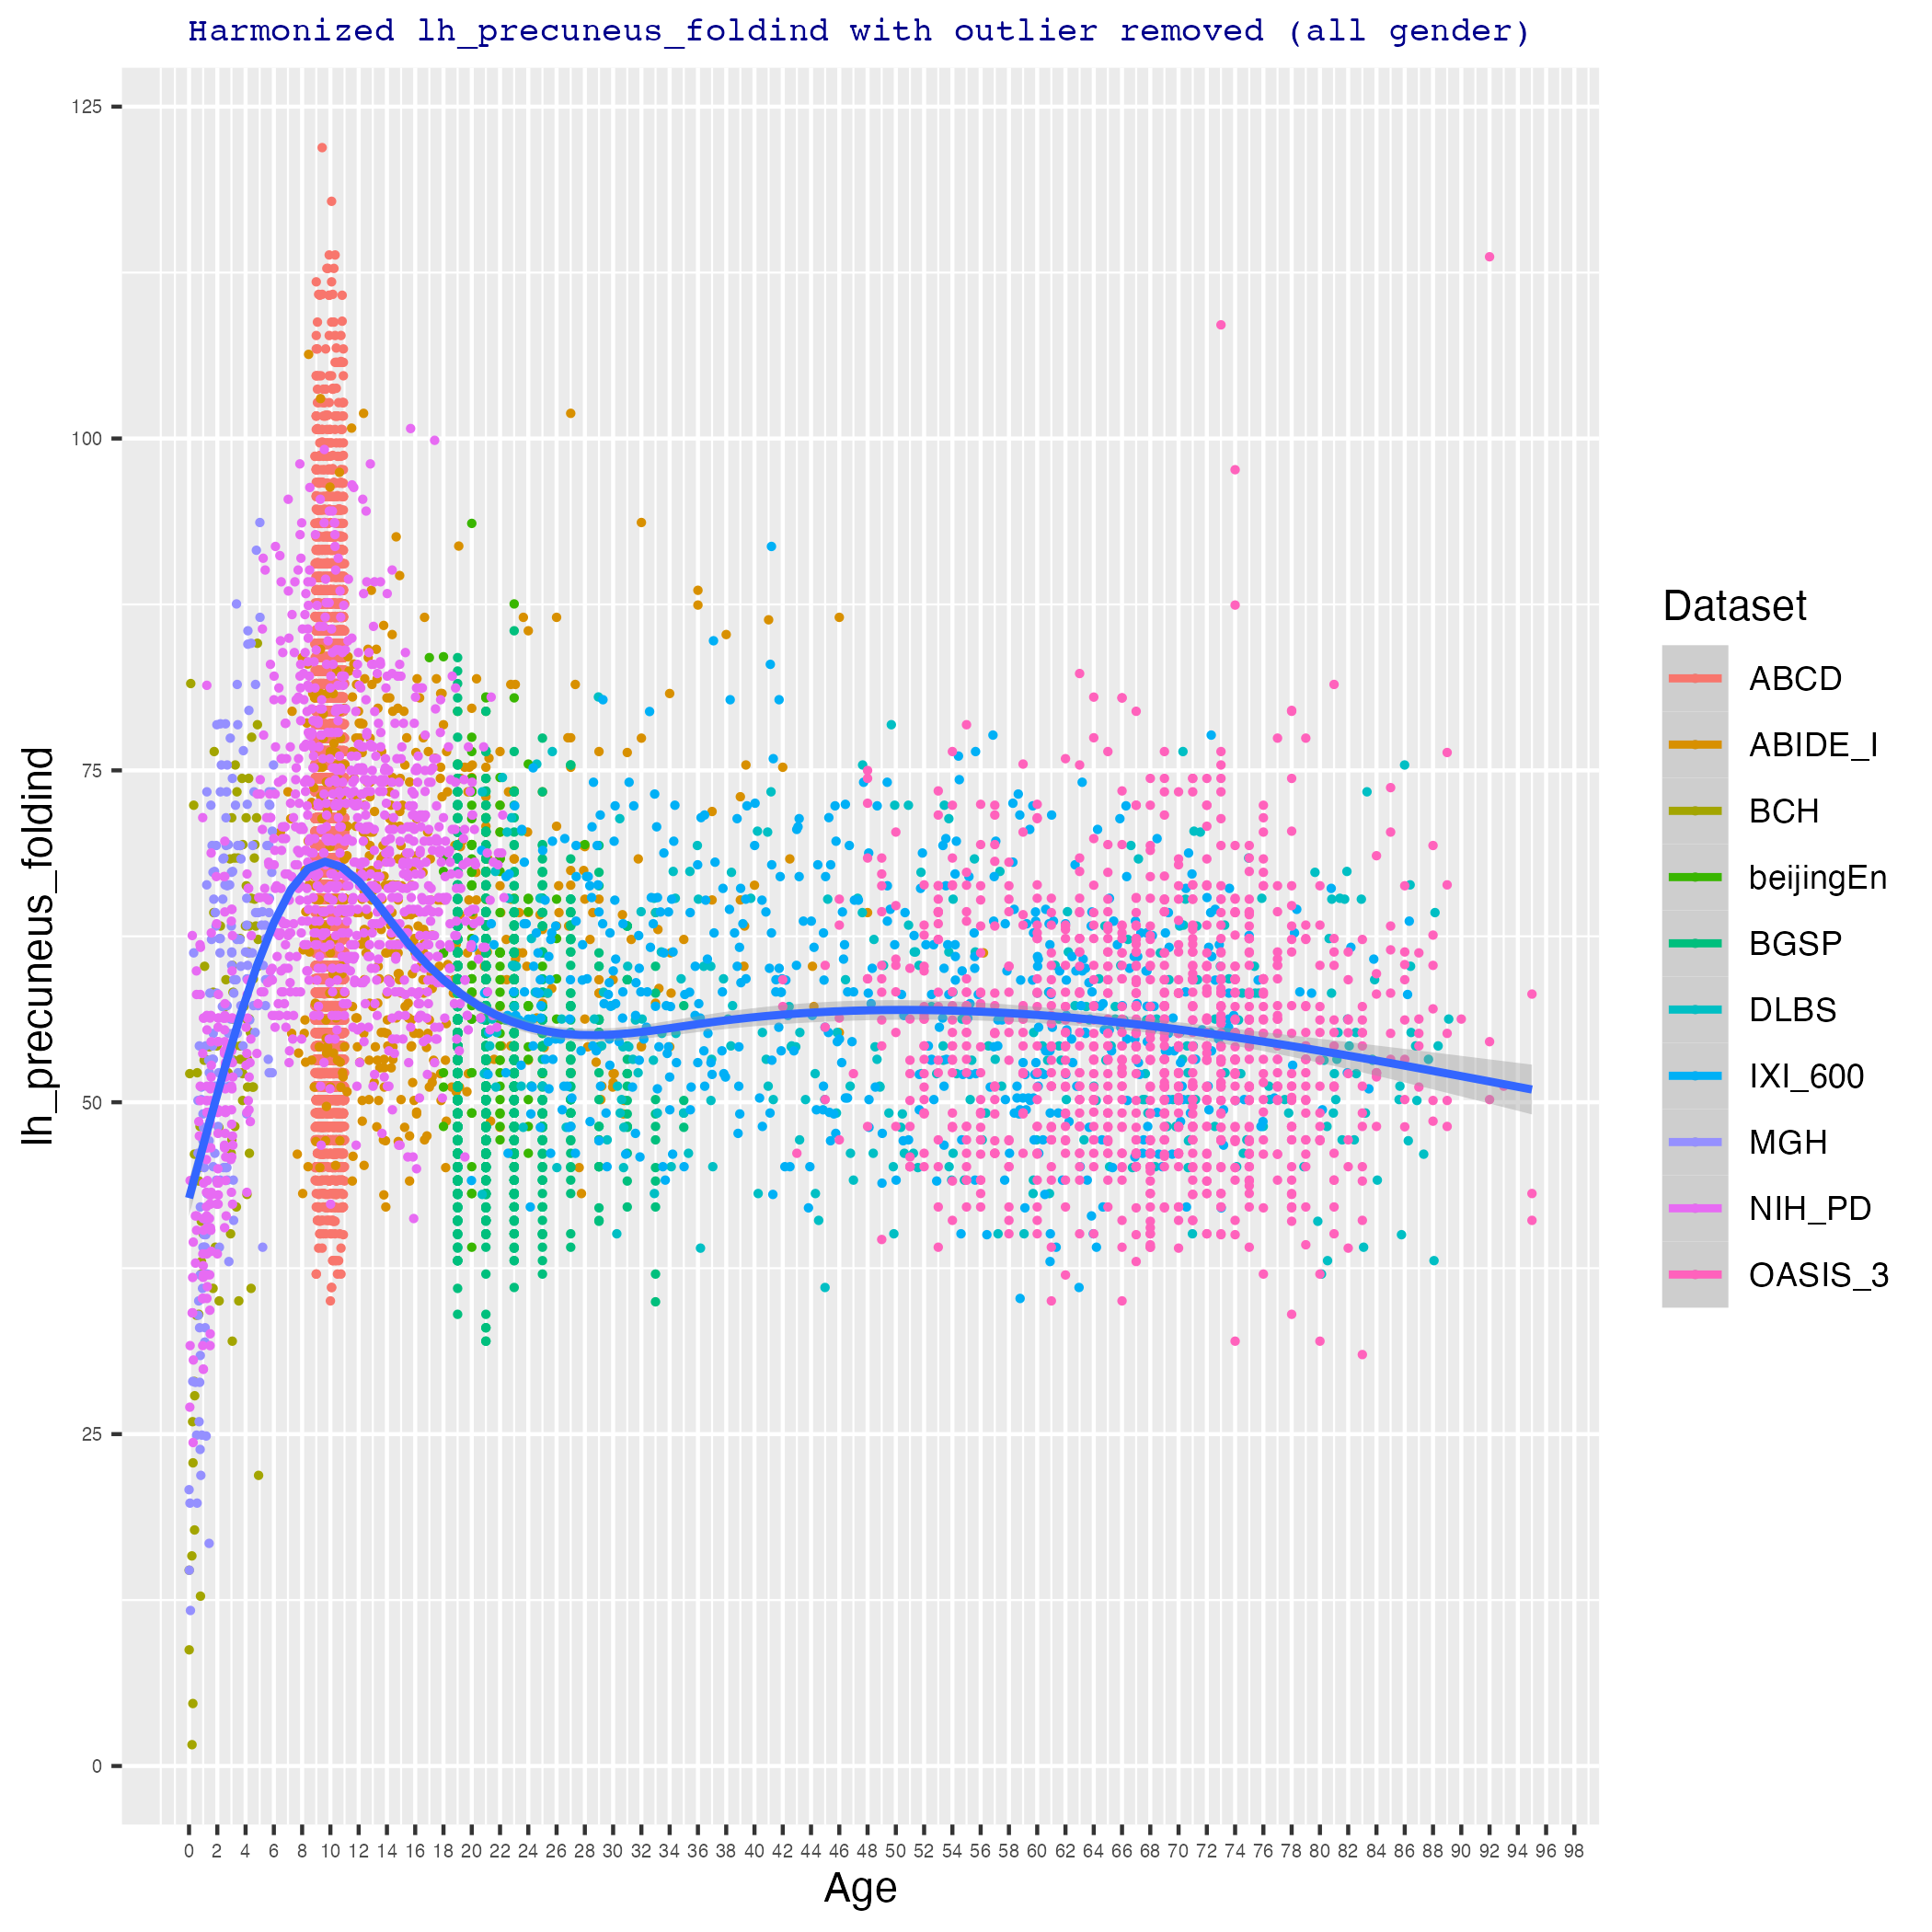 Harmonized lh_precuneus_foldind with outlier removed (all gender)
lh_precuneus_foldind
125
100
75
50
25
0
0 2 4 6 8 10 12 14 16 18 20 22 24 26 28 30 32 34 36 38 40 42 44 46 48 50 52 54 56 58 60 62 64 66 68 70 72 74 76 78 80 82 84 86 88 90 92 94 96 98
Age
Dataset
ABCD
ABIDE_I
BCH
beijingEn
BGSP
DLBS
IXI_600
MGH
NIH_PD
OASIS_3